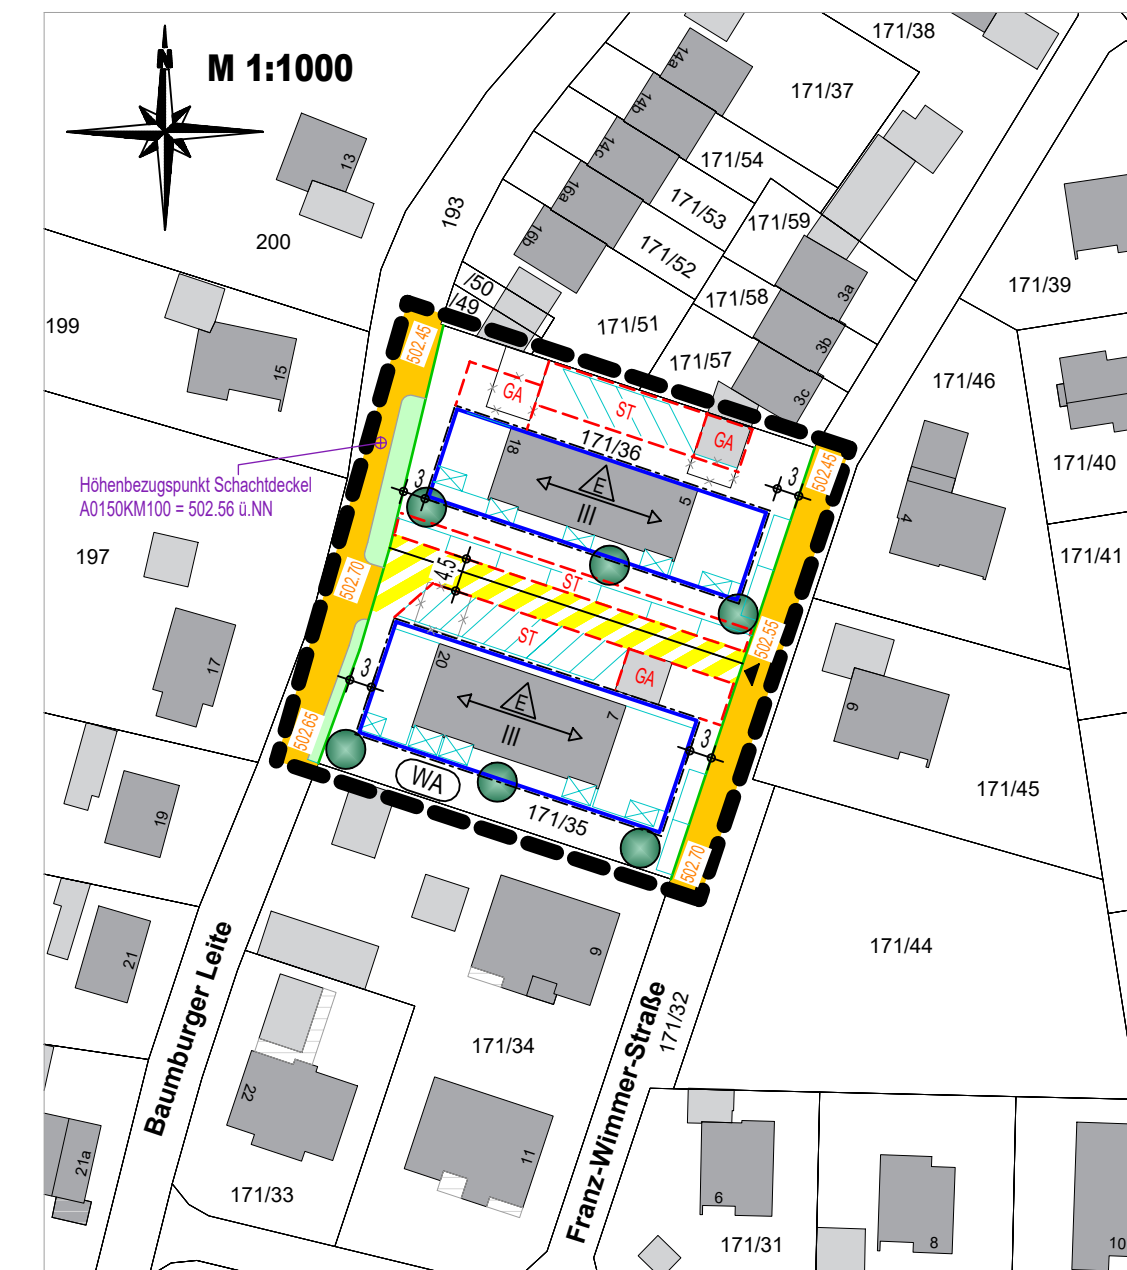 N
M 1:1000
171/38
14a
171/37
14b
13
14c
171/54
16a
171/53
171/59
193
16b
171/52
200
/50
171/58
3a
171/39
/49
171/51
199
502.45
3b
15
171/57
171/46
GA
ST
3c
GA
171/36
18
502.45
171/40
Höhenbezugspunkt Schachtdeckel
A0150KM100 = 502.56 ü.NN
3
E
5
3
4
III
197
171/41
502.70
4.5
ST
ST
502.55
17
20
E
GA
3
7
6
III
3
502.65
WA
171/45
19
171/35
502.70
21
9
171/44
Baumburger Leite
Franz-Wimmer-Straße
171/32
171/34
22
21a
11
171/33
6
171/31
8
10